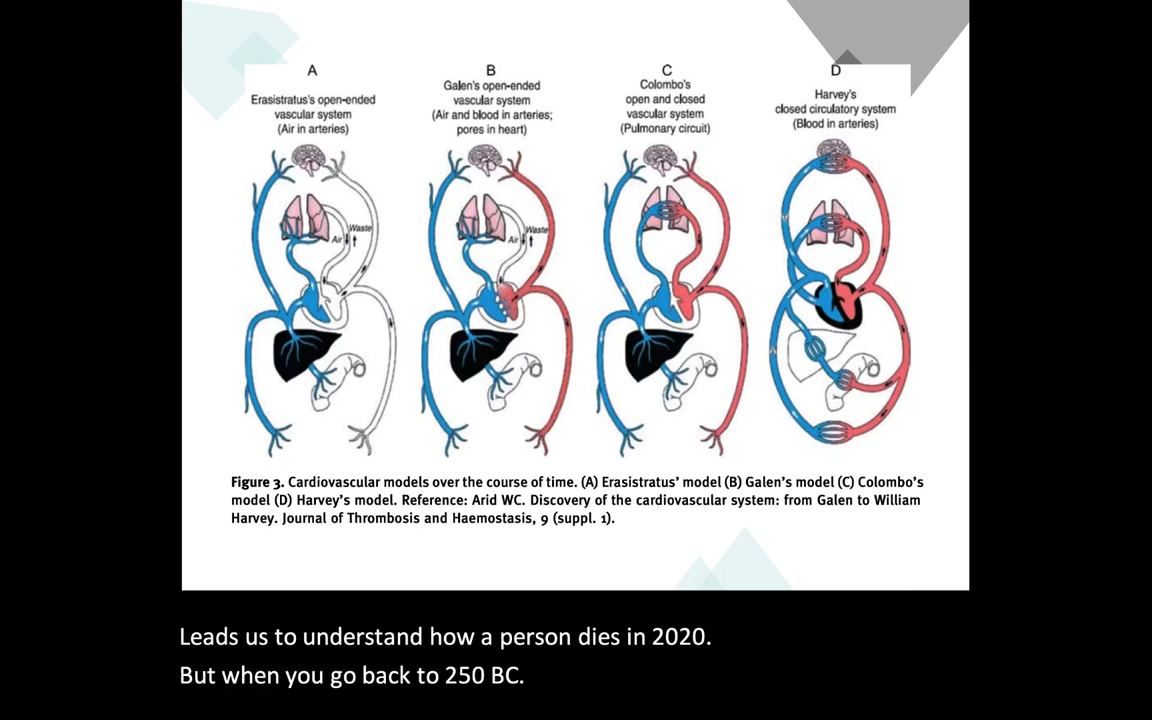 A
Erasistratus's open-ended
vascular system
(Air in arteries)
B
Galen's open-ended
vascular system
(Air and blood in arteries;
pores in heart)
C
Colombo's
open and closed
vascular system
(Pulmonary circuit)
D
Harvey's
closed circulatory system
(Blood in arteries)
Waste
Air
Waste
Air
Figure 3. Cardiovascular models over the course of time. (A) Erasistratus' model (B) Galen's model (C) Colombo's
model (D) Harvey's model. Reference: Arid WC. Discovery of the cardiovascular system: from Galen to William
Harvey. Journal of Thrombosis and Haemostasis, 9 (suppl. 1).
Leads us to understand how a person dies in 2020.
But when you go back to 250 BC.